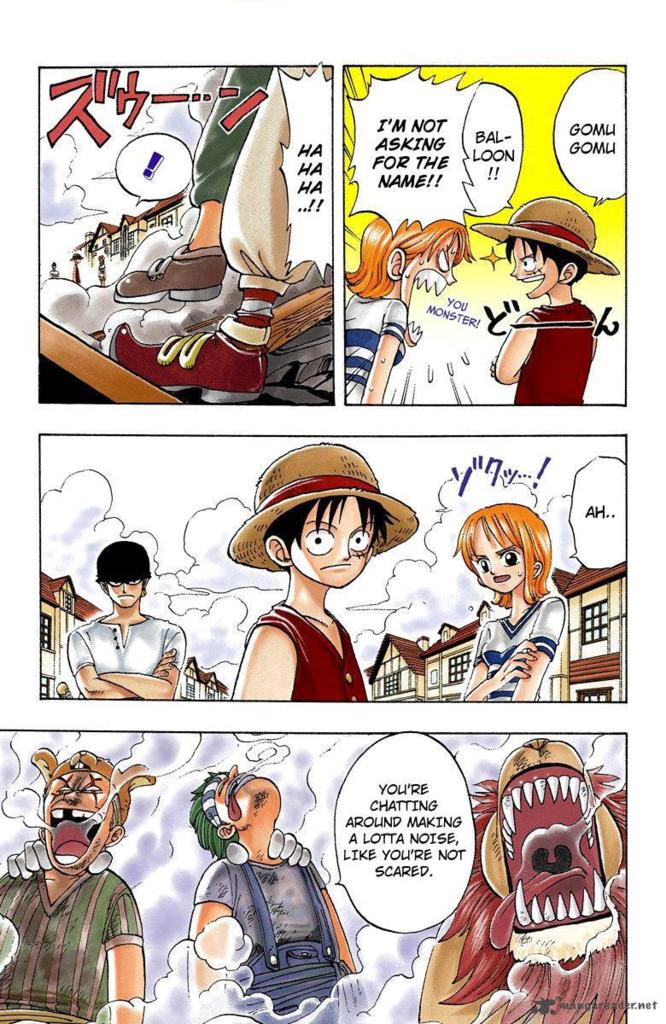 GOMU
GOMU
BAL-
LOON
!!
I'M NOT
ASKING
FOR THE
NAME!!
YOU
MONSTER!
どーん
HA
HA
HA
..!!
ズゥー…ン
!
AH..
ゾクッ…!
YOU'RE
CHATTING
AROUND MAKING
A LOTTA NOISE,
LIKE YOU'RE NOT
SCARED.
mangareader.net